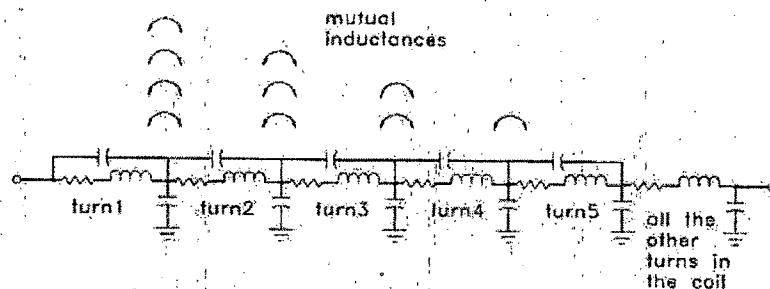 mutual
inductances
turn1
turn2
turn3
turn4
turn5
all the
other
turns in
the coil